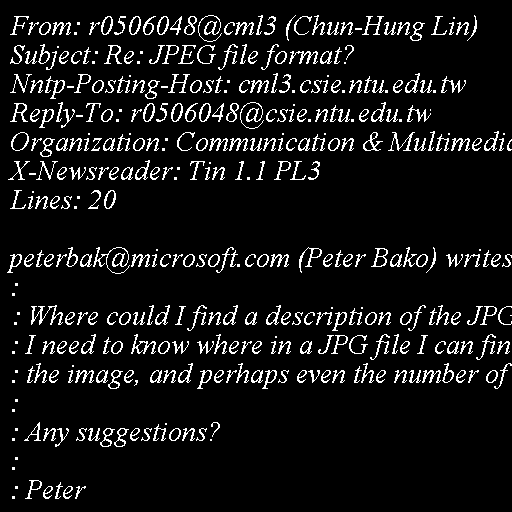 From: r0506048@cml3 (Chun-Hung Lin)
Subject: Re: JPEG file format?
Nntp-Posting-Host: cml3.csie.ntu.edu.tw
Reply-To: r0506048@csie.ntu.edu.tw
Organization: Communication & Multimedia
X-Newsreader: Tin 1.1 PL3
Lines: 20

peterbak@microsoft.com (Peter Bako) writes
:
: Where could I find a description of the JPG
: I need to know where in a JPG file I can fin
: the image, and perhaps even the number of
:
: Any suggestions?
:
: Peter